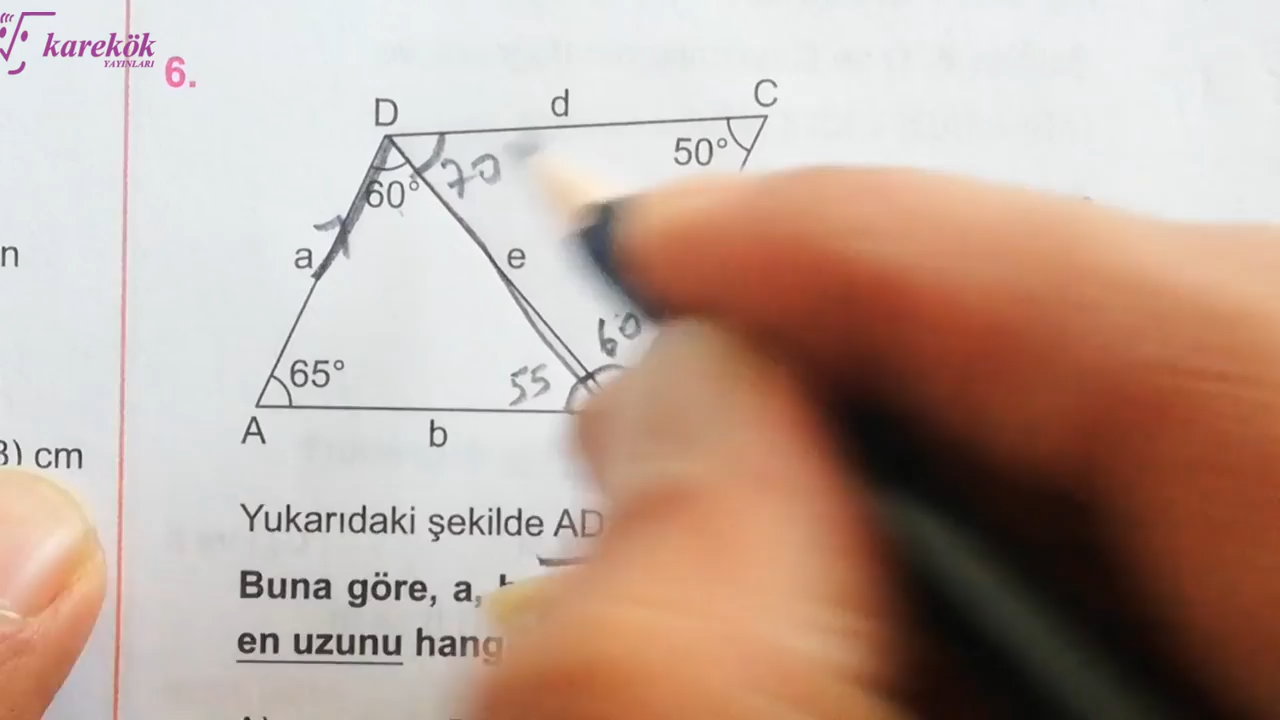 karekök
YAYINLARI
6.
D
d
C
50°
70
60°
a
e
n
60
65°
55
A
b
) cm
Yukarıdaki şekilde AD
Buna göre, a,
en uzunu hang